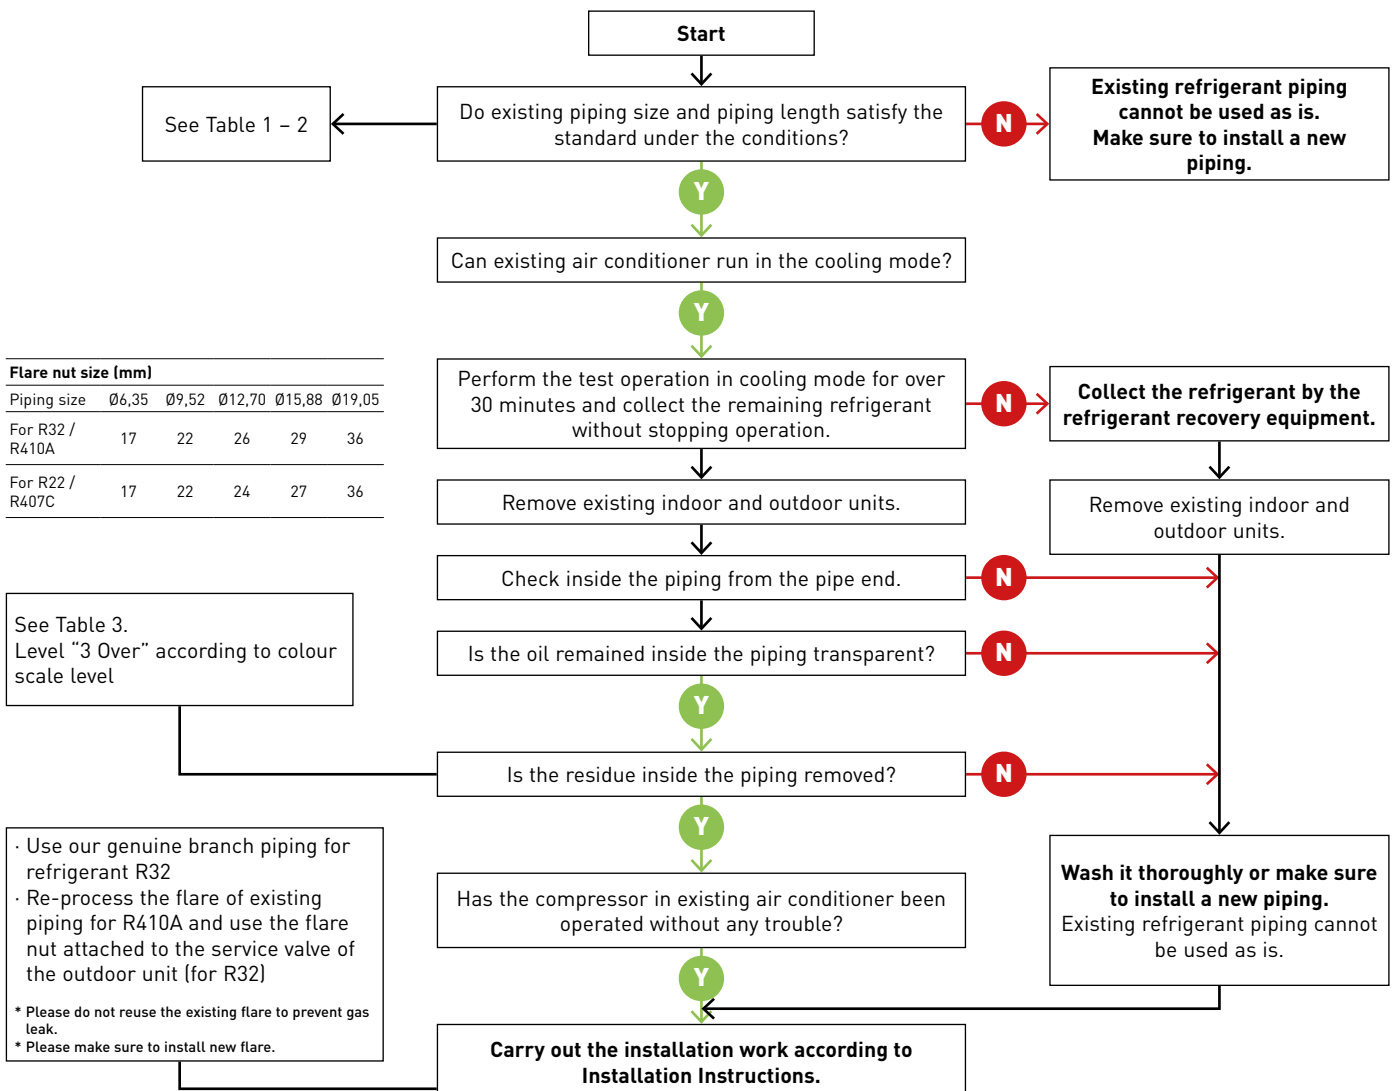 Start
See Table 1 – 2
Do existing piping size and piping length satisfy the
standard under the conditions?
N
Existing refrigerant piping
cannot be used as is.
Make sure to install a new
piping.
Y
Can existing air conditioner run in the cooling mode?
Y
Flare nut size (mm)
Piping size Ø6,35 Ø9,52 Ø12,70 Ø15,88 Ø19,05
For R32 /
R410A
17 22 26 29 36
For R22 /
R407C
17 22 24 27 36
Perform the test operation in cooling mode for over
30 minutes and collect the remaining refrigerant
without stopping operation.
N
Collect the refrigerant by the
refrigerant recovery equipment.
Remove existing indoor and outdoor units.
Remove existing indoor and
outdoor units.
Check inside the piping from the pipe end.
N
See Table 3.
Level “3 Over” according to colour
scale level
Is the oil remained inside the piping transparent?
N
Y
Is the residue inside the piping removed?
N
Y
· Use our genuine branch piping for
refrigerant R32
· Re-process the flare of existing
piping for R410A and use the flare
nut attached to the service valve of
the outdoor unit (for R32)
* Please do not reuse the existing flare to prevent gas
leak.
* Please make sure to install new flare.
Has the compressor in existing air conditioner been
operated without any trouble?
Wash it thoroughly or make sure
to install a new piping.
Existing refrigerant piping cannot
be used as is.
Y
Carry out the installation work according to
Installation Instructions.